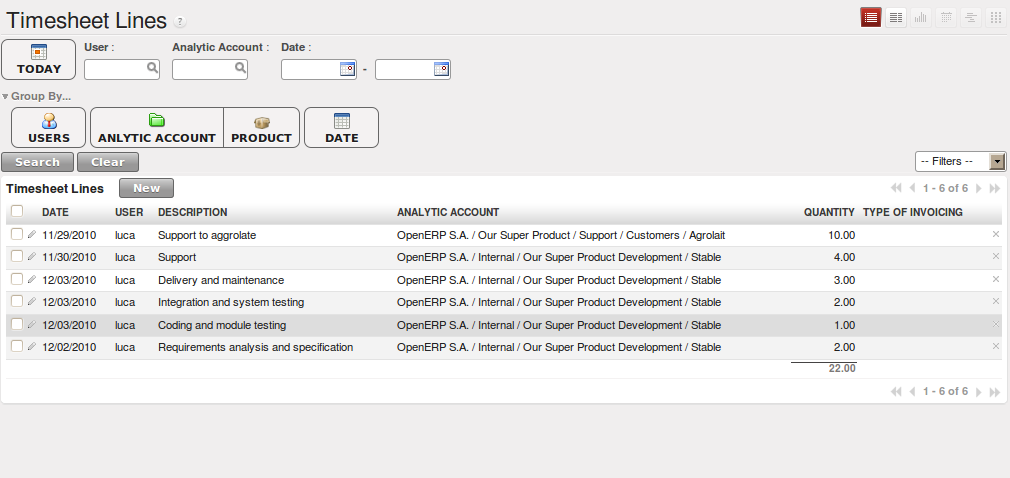 Timesheet Lines ?
TODAY
User :
Analytic Account :
Date :
-
Group By...
USERS
ANLYTIC ACCOUNT
PRODUCT
DATE
Search
Clear
-- Filters --
Timesheet Lines
New
1 - 6 of 6
DATE USER DESCRIPTION ANALYTIC ACCOUNT QUANTITY TYPE OF INVOICING
11/29/2010 luca Support to aggrolate OpenERP S.A. / Our Super Product / Support / Customers / Agrolait 10.00
11/30/2010 luca Support OpenERP S.A. / Internal / Our Super Product Development / Stable 4.00
12/03/2010 luca Delivery and maintenance OpenERP S.A. / Internal / Our Super Product Development / Stable 3.00
12/03/2010 luca Integration and system testing OpenERP S.A. / Internal / Our Super Product Development / Stable 2.00
12/03/2010 luca Coding and module testing OpenERP S.A. / Internal / Our Super Product Development / Stable 1.00
12/02/2010 luca Requirements analysis and specification OpenERP S.A. / Internal / Our Super Product Development / Stable 2.00
22.00
1 - 6 of 6